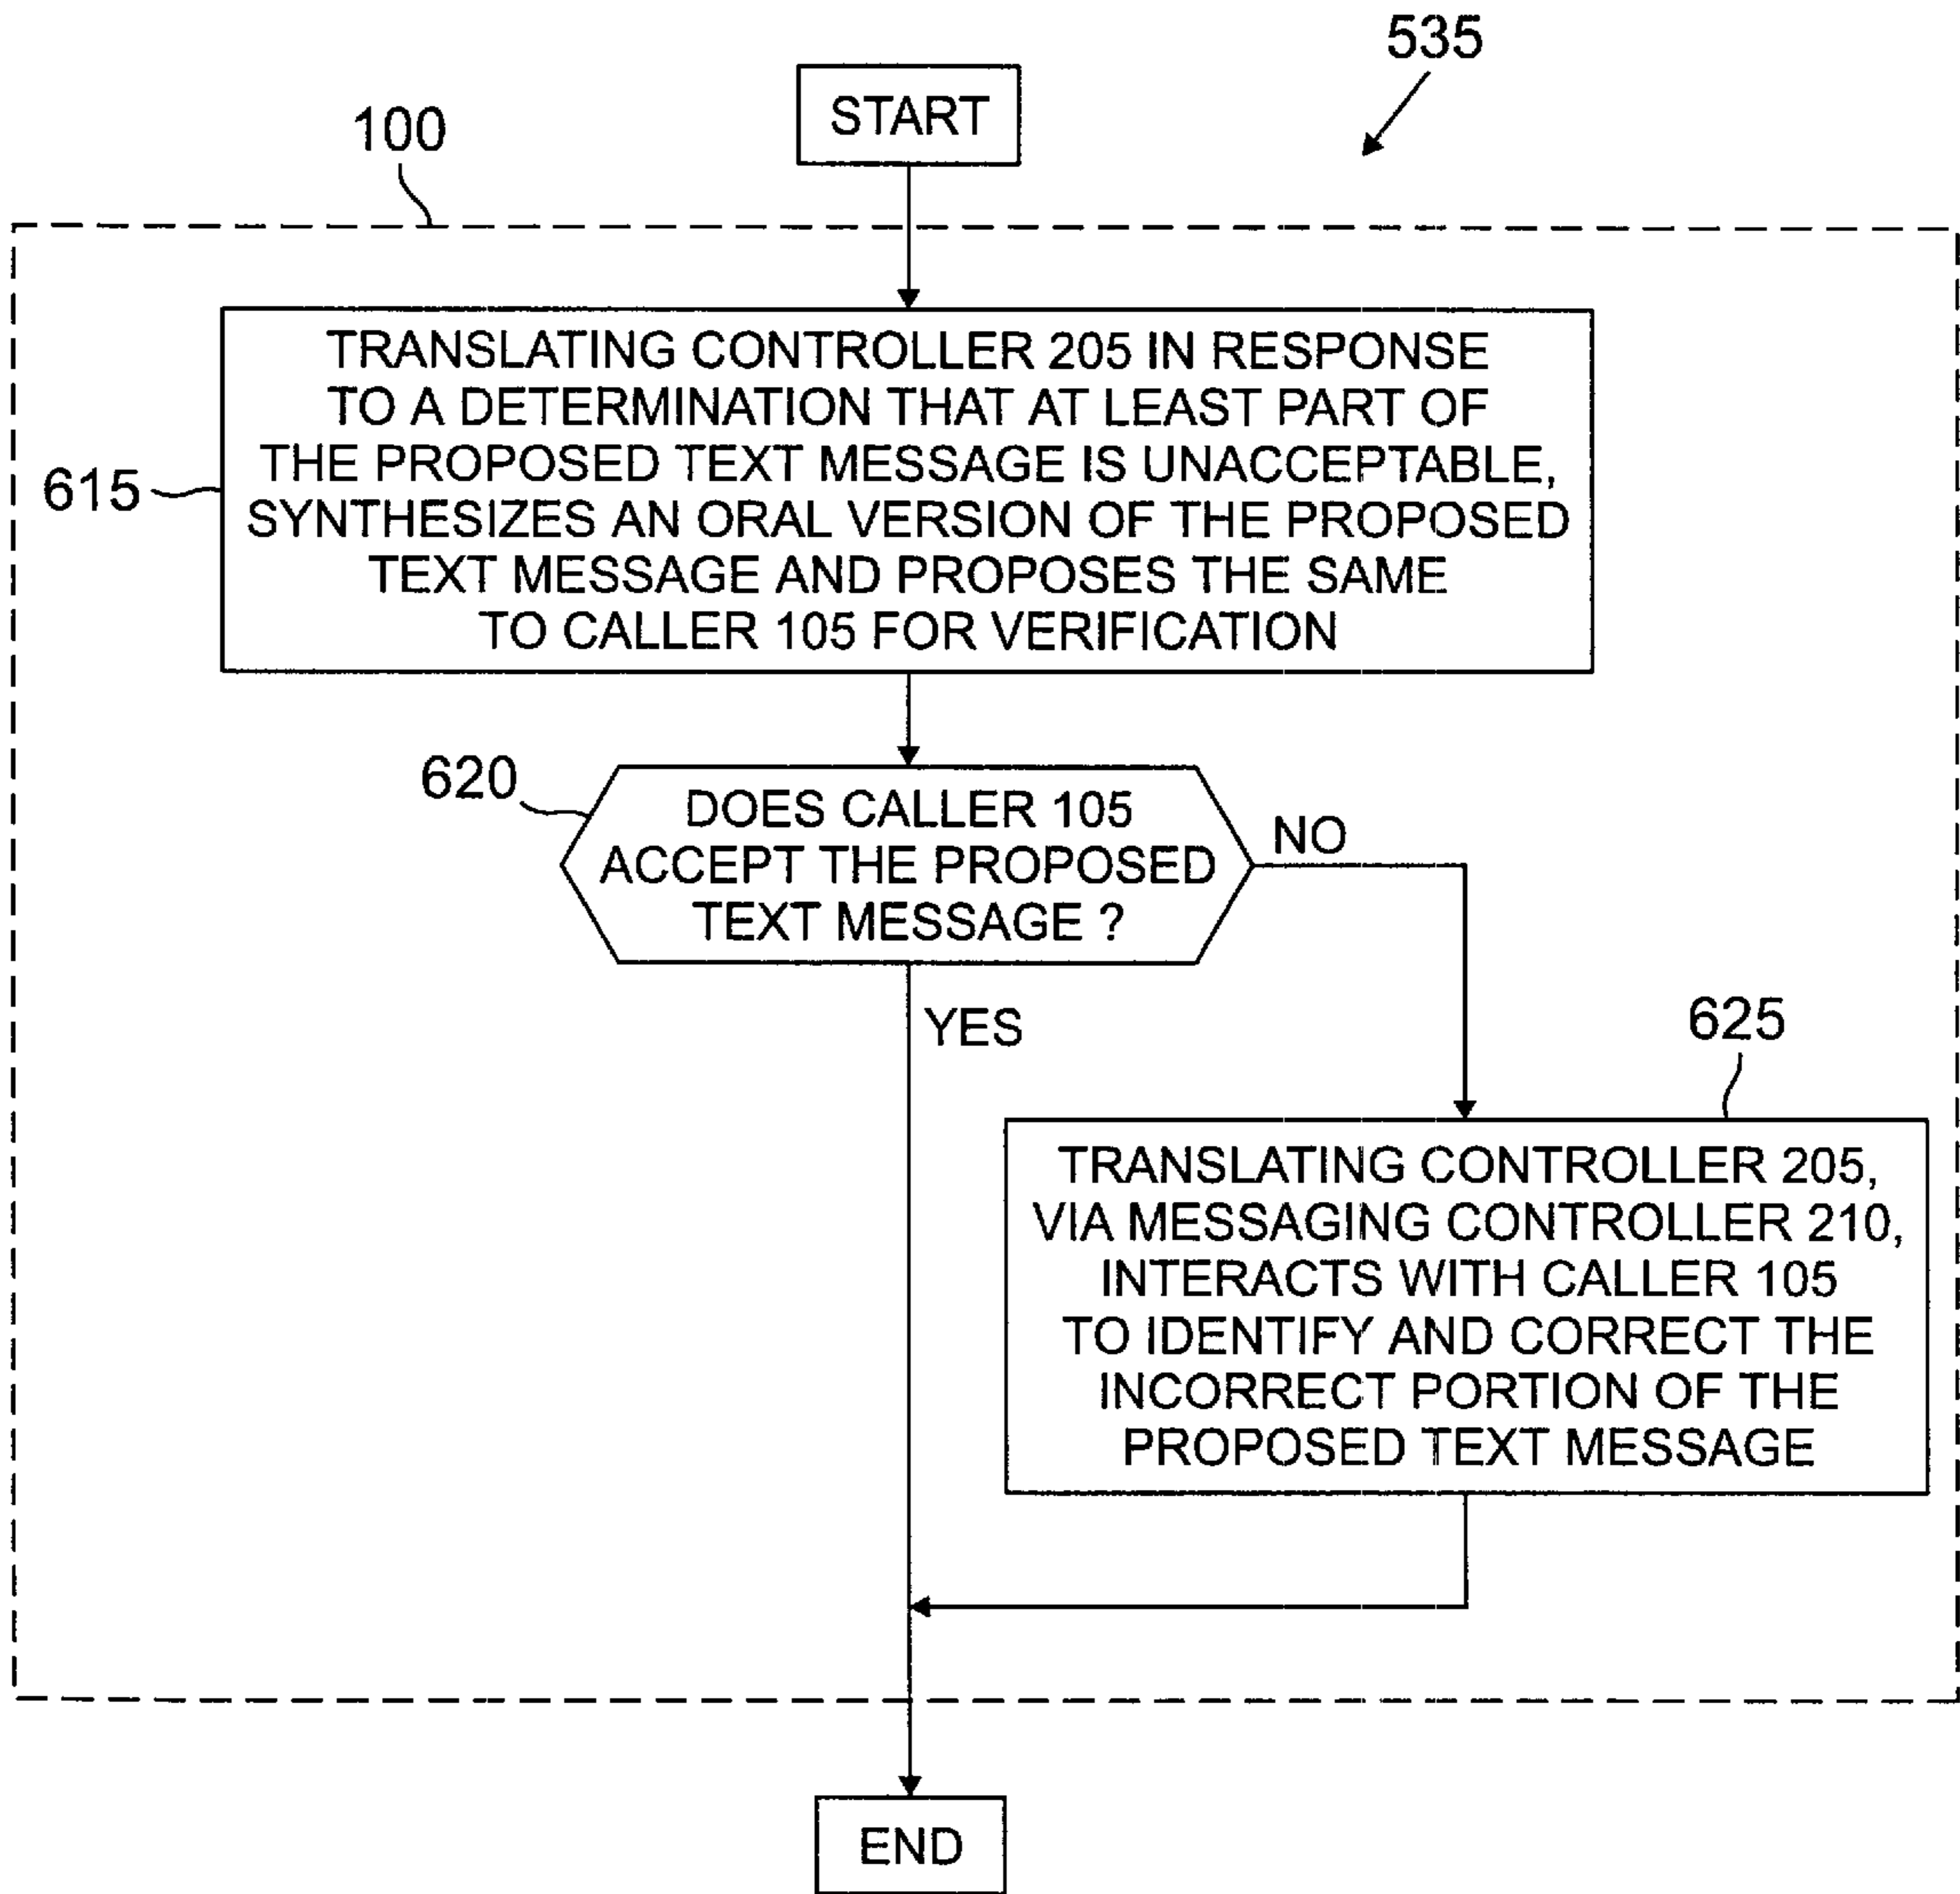 535
START
100
TRANSLATING CONTROLLER 205 IN RESPONSE
TO A DETERMINATION THAT AT LEAST PART OF
THE PROPOSED TEXT MESSAGE IS UNACCEPTABLE,
615
SYNTHESIZES AN ORAL VERSION OF THE PROPOSED
TEXT MESSAGE AND PROPOSES THE SAME
TO CALLER 105 FOR VERIFICATION
620
DOES CALLER 105
ACCEPT THE PROPOSED
TEXT MESSAGE ?
NO
YES
625
TRANSLATING CONTROLLER 205,
VIA MESSAGING CONTROLLER 210,
INTERACTS WITH CALLER 105
TO IDENTIFY AND CORRECT THE
INCORRECT PORTION OF THE
PROPOSED TEXT MESSAGE
END